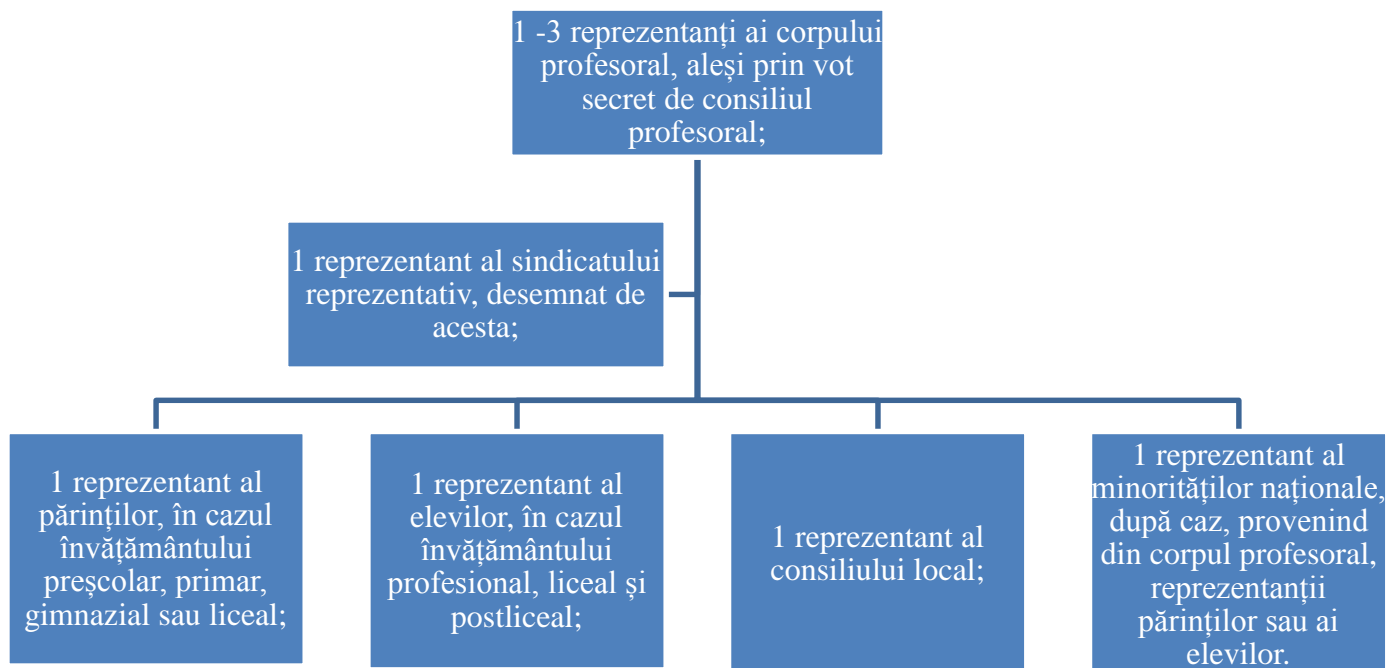 1 -3 reprezentanți ai corpului
profesoral, aleși prin vot
secret de consiliul
profesoral;
1 reprezentant al sindicatului
reprezentativ, desemnat de
acesta;
1 reprezentant al
părinților, în cazul
învățământului
preșcolar, primar,
gimnazial sau liceal;
1 reprezentant al
elevilor, în cazul
învățământului
profesional, liceal și
postliceal;
1 reprezentant al
consiliului local;
1 reprezentant al
minorităților naționale,
după caz, provenind
din corpul profesoral,
reprezentanții
părinților sau ai
elevilor.